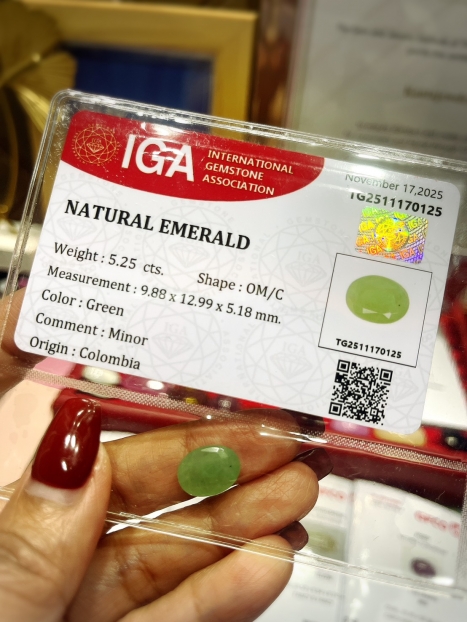 IGA
INTERNATIONAL
GEMSTONE
ASSOCIATION
November 17,2025
TG2511170125
NATURAL EMERALD
Weight : 5.25 cts.
Shape : OM/C
Measurement : 9.88 x 12.99 x 5.18 mm.
Color : Green
Comment : Minor
Origin : Colombia
TG2511170125